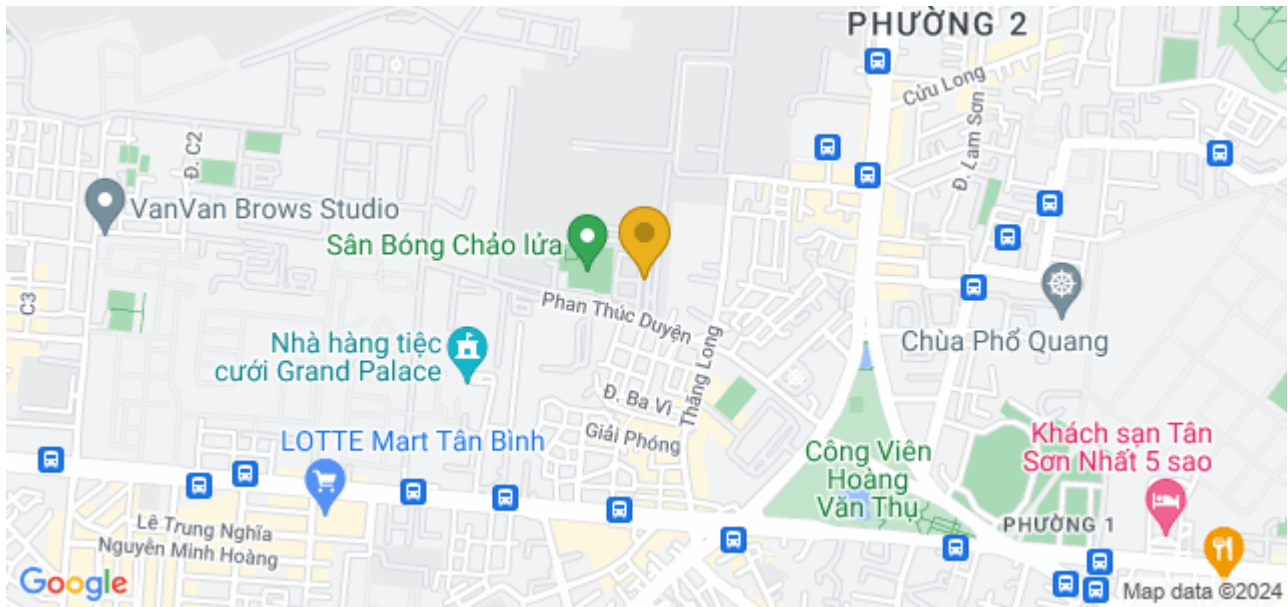 PHƯỜNG 2
Cửu Long
Đ. Lam Sơn
Đ. C2
VanVan Brows Studio
Sân Bóng Chảo lửa
C3
Phan Thúc Duyện
Chùa Phổ Quang
Nhà hàng tiệc
cưới Grand Palace
Thăng Long
Đ. Ba Vì
Giải Phóng
LOTTE Mart Tân Bình
Công Viên
Hoàng
Văn Thụ
Khách sạn Tân
Sơn Nhất 5 sao
PHƯỜNG 1
Lê Trung Nghĩa
Nguyễn Minh Hoàng
Google
Map data ©2024